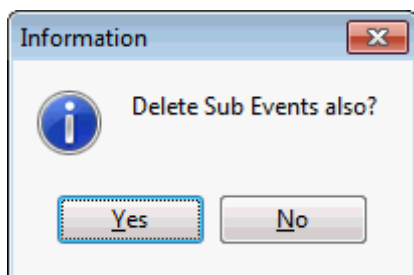 Information
Delete Sub Events also?
Yes
No